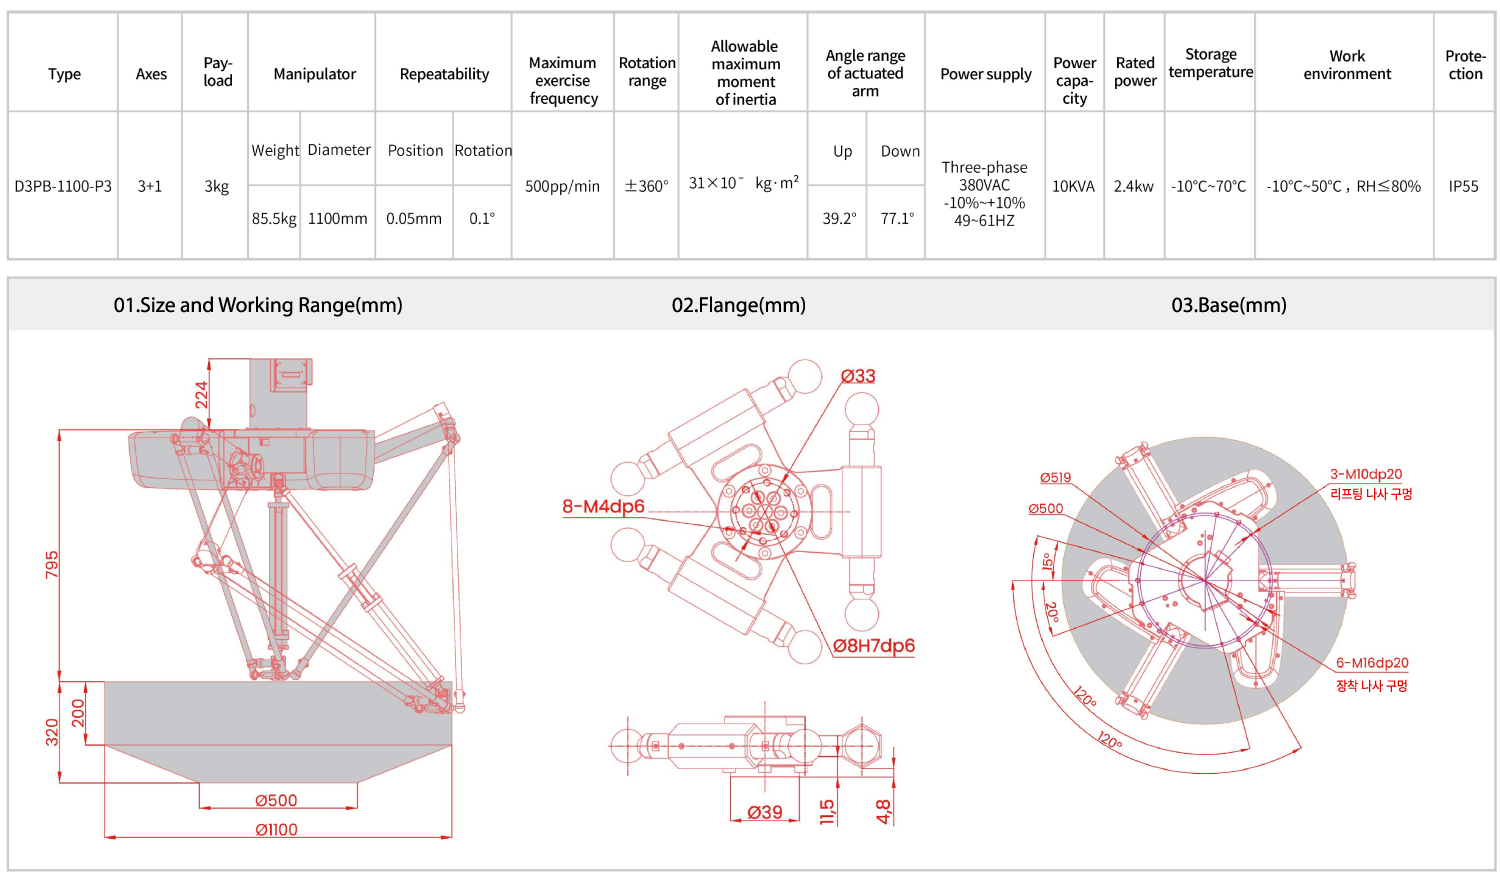 Type
Axes
Pay-
load
Manipulator
Repeatability
Maximum
exercise
frequency
Rotation
range
Allowable
maximum
moment
of inertia
Angle range
of actuated
arm
Power supply
Power
capa-
city
Rated
power
Storage
temperature
Work
environment
Prote-
ction
D3PB-1100-P3
3+1
3kg
Weight
Diameter
Position
Rotation
85.5kg
1100mm
0.05mm
0.1°
500pp/min
±360°
31×10⁻ kg·m²
Up
Down
39.2°
77.1°
Three-phase
380VAC
-10%~+10%
49~61HZ
10KVA
2.4kw
-10°C~70°C
-10°C~50°C , RH≤80%
IP55
01.Size and Working Range(mm)
02.Flange(mm)
03.Base(mm)
224
795
320
200
Ø500
Ø1100
Ø33
8-M4dp6
Ø8H7dp6
Ø39
11,5
4,8
Ø519
Ø500
3-M10dp20
리프팅 나사 구멍
15°
20°
120°
120°
6-M16dp20
장착 나사 구멍